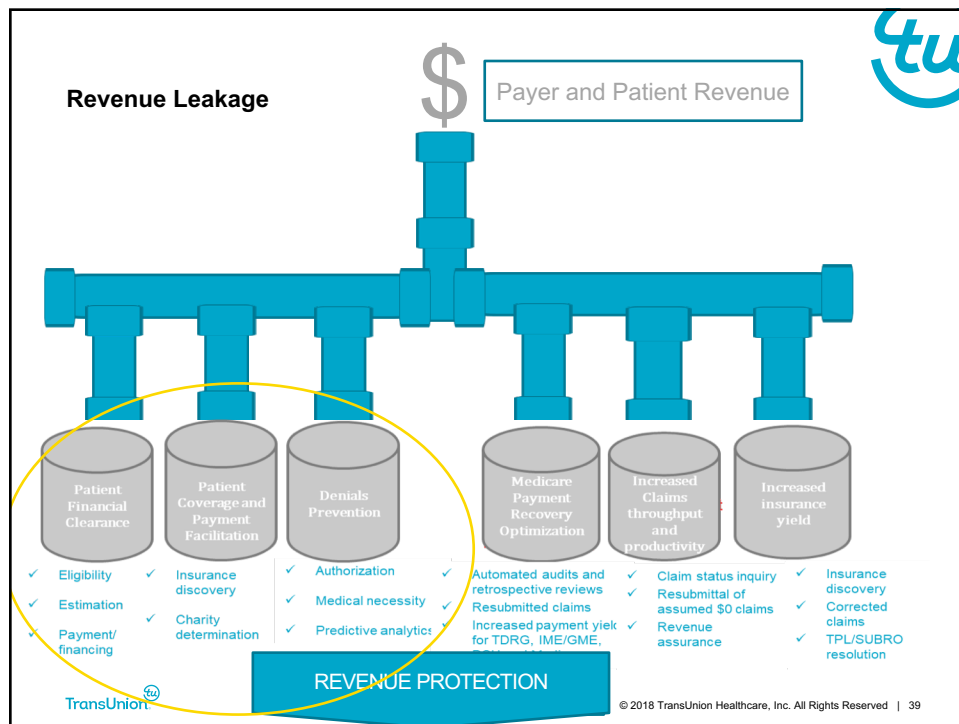 tu
$
Payer and Patient Revenue
Revenue Leakage
Patient
Financial
Clearance
Patient
Coverage and
Payment
Facilitation
Denials
Prevention
Medicare
Payment
Recovery
Optimization
Increased
Claims
throughput
and
productivity
Increased
insurance
yield
✓ Eligibility
✓ Estimation
✓ Payment/
financing
✓ Insurance
discovery
✓ Charity
determination
✓ Authorization
✓ Medical necessity
✓ Predictive analytics
✓ Automated audits and
retrospective reviews
✓ Resubmitted claims
✓ Increased payment yield
for TDRG, IME/GME,
✓ Claim status inquiry
✓ Resubmittal of
assumed $0 claims
✓ Revenue
assurance
✓ Insurance
discovery
✓ Corrected
claims
✓ TPL/SUBRO
resolution
REVENUE PROTECTION
TransUnion tu
© 2018 TransUnion Healthcare, Inc. All Rights Reserved | 39